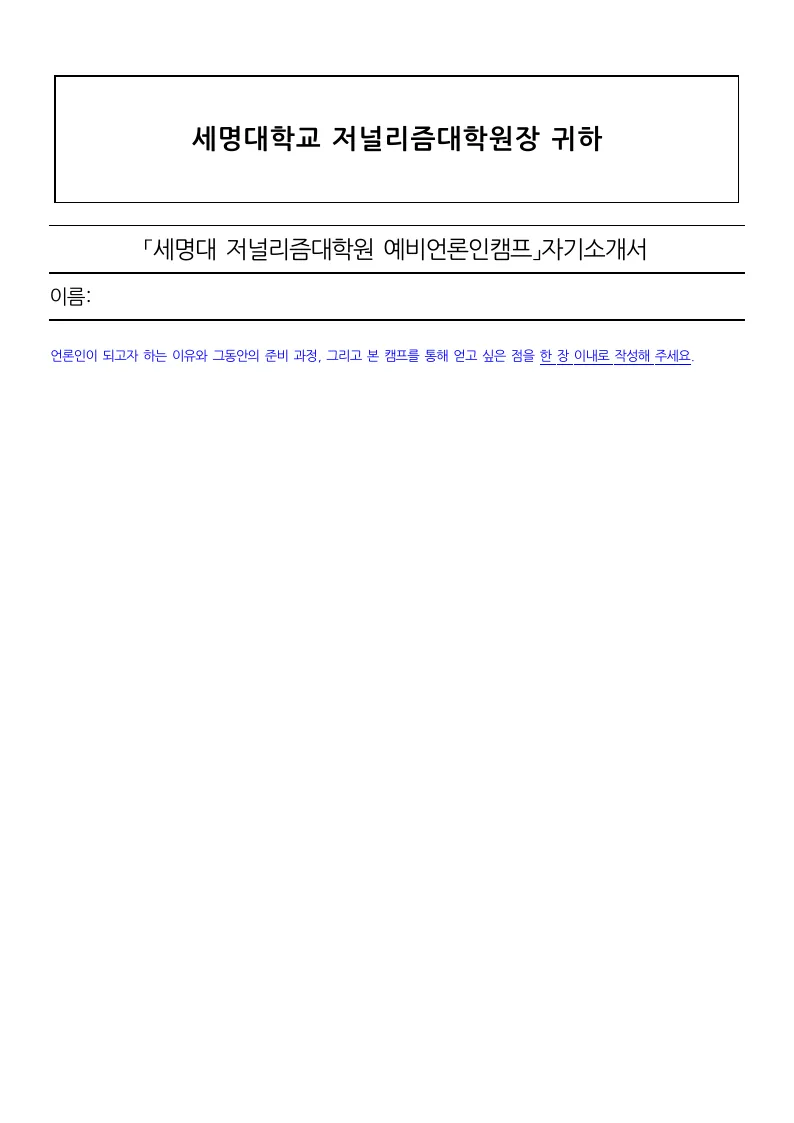 세명대학교 저널리즘대학원장 귀하
｢세명대 저널리즘대학원 예비언론인캠프｣자기소개서
이름:
언론인이 되고자 하는 이유와 그동안의 준비 과정, 그리고 본 캠프를 통해 얻고 싶은 점을 한 장 이내로 작성해 주세요.